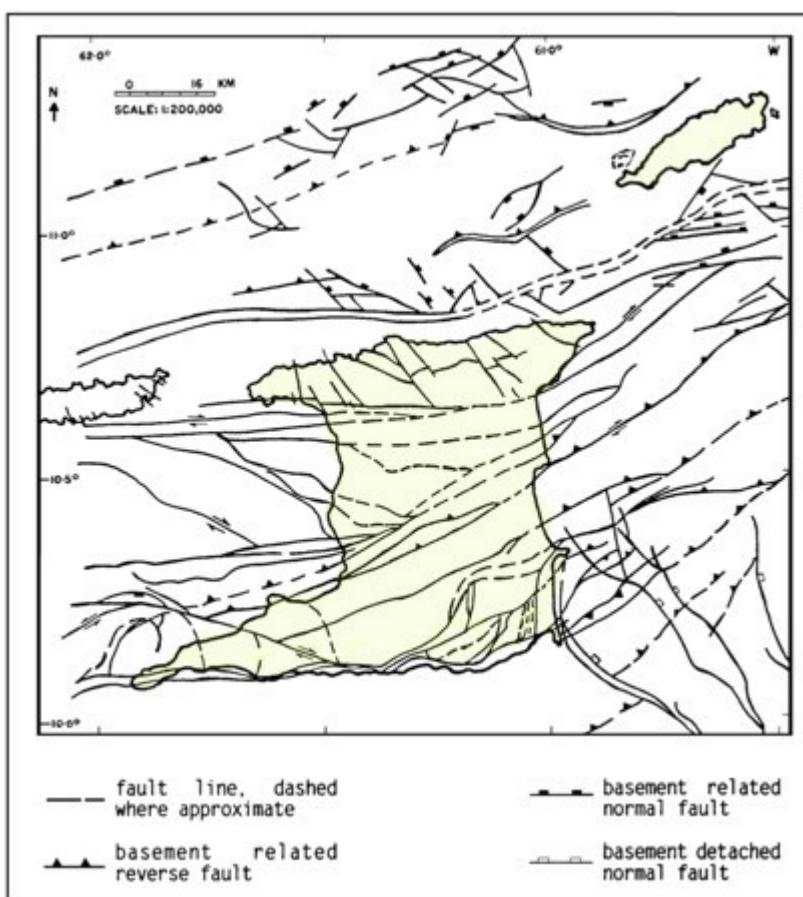 62·0°
61·0°
W
0 16 KM
N
SCALE: 1:200,000
11·0°
10·5°
10·0°
fault line, dashed
where approximate
basement related
normal fault
basement related
reverse fault
basement detached
normal fault